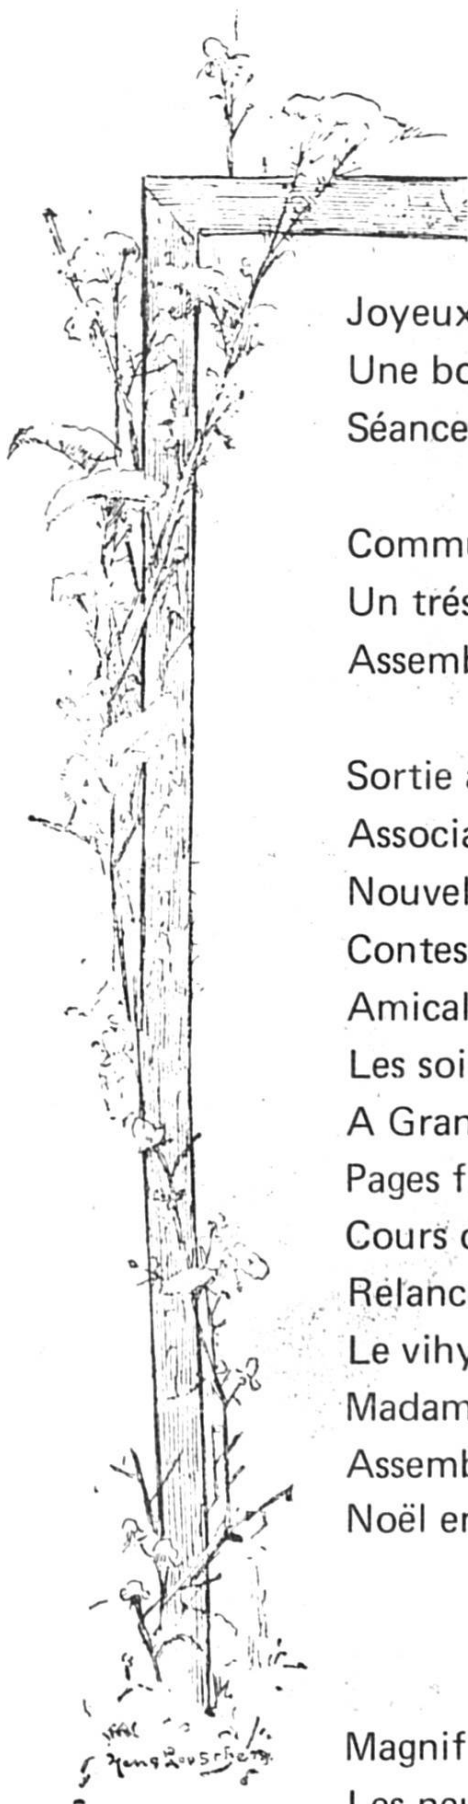 Joyeux
Une bo
Séance
Commu
Un trés
Assemb
Sortie a
Associa
Nouvel
Contes
Amical
Les soi
A Gran
Pages f
Cours d
Relanc
Le vihy
Madam
Assemb
Noël en
Magnif